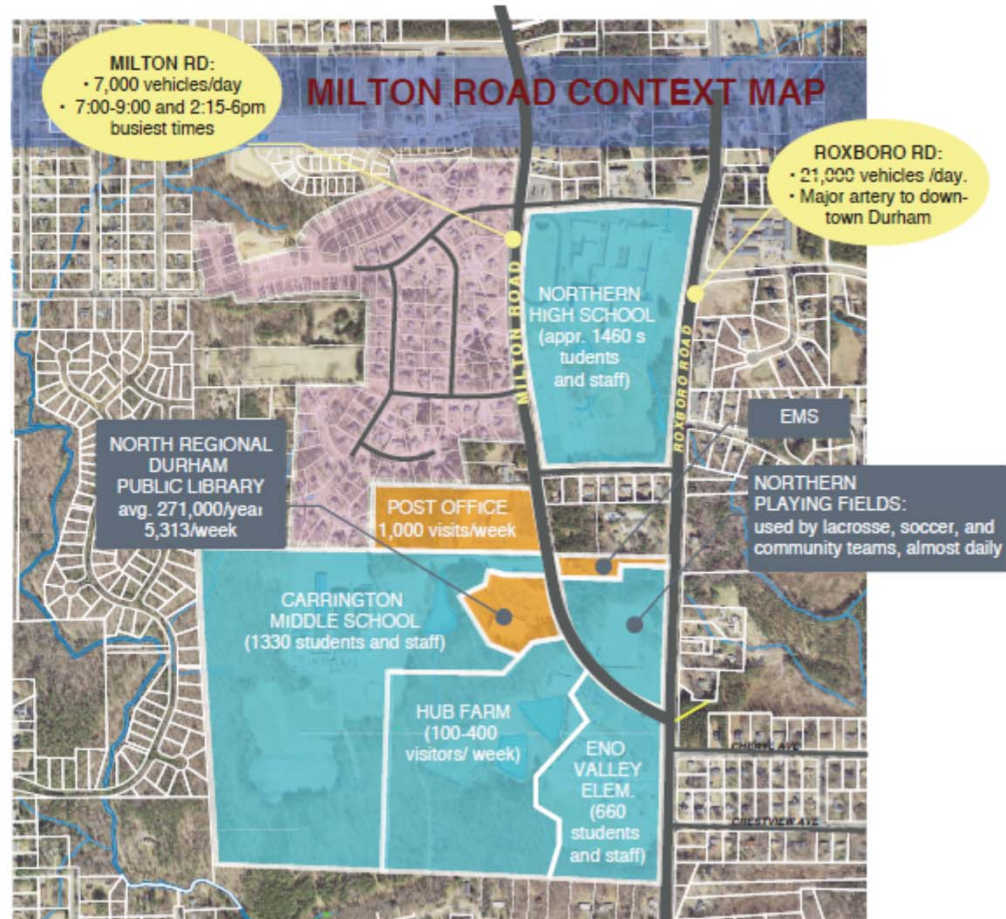 MILTON ROAD CONTEXT MAP
MILTON RD:
• 7,000 vehicles/day
• 7:00-9:00 and 2:15-6pm
busiest times
ROXBORO RD:
• 21,000 vehicles /day.
• Major artery to down-
town Durham
MILTON ROAD
NORTHERN
HIGH SCHOOL
(appr. 1460 s
tudents
and staff)
ROXBORO ROAD
EMS
NORTH REGIONAL
DURHAM
PUBLIC LIBRARY
avg. 271,000/year
5,313/week
POST OFFICE
1,000 visits/week
NORTHERN
PLAYING FIELDS:
used by lacrosse, soccer, and
community teams, almost daily
CARRINGTON
MIDDLE SCHOOL
(1330 students and staff)
HUB FARM
(100-400
visitors/ week)
ENO
VALLEY
ELEM.
(660
students
and staff)
AVE
CRESTVIEW AVE